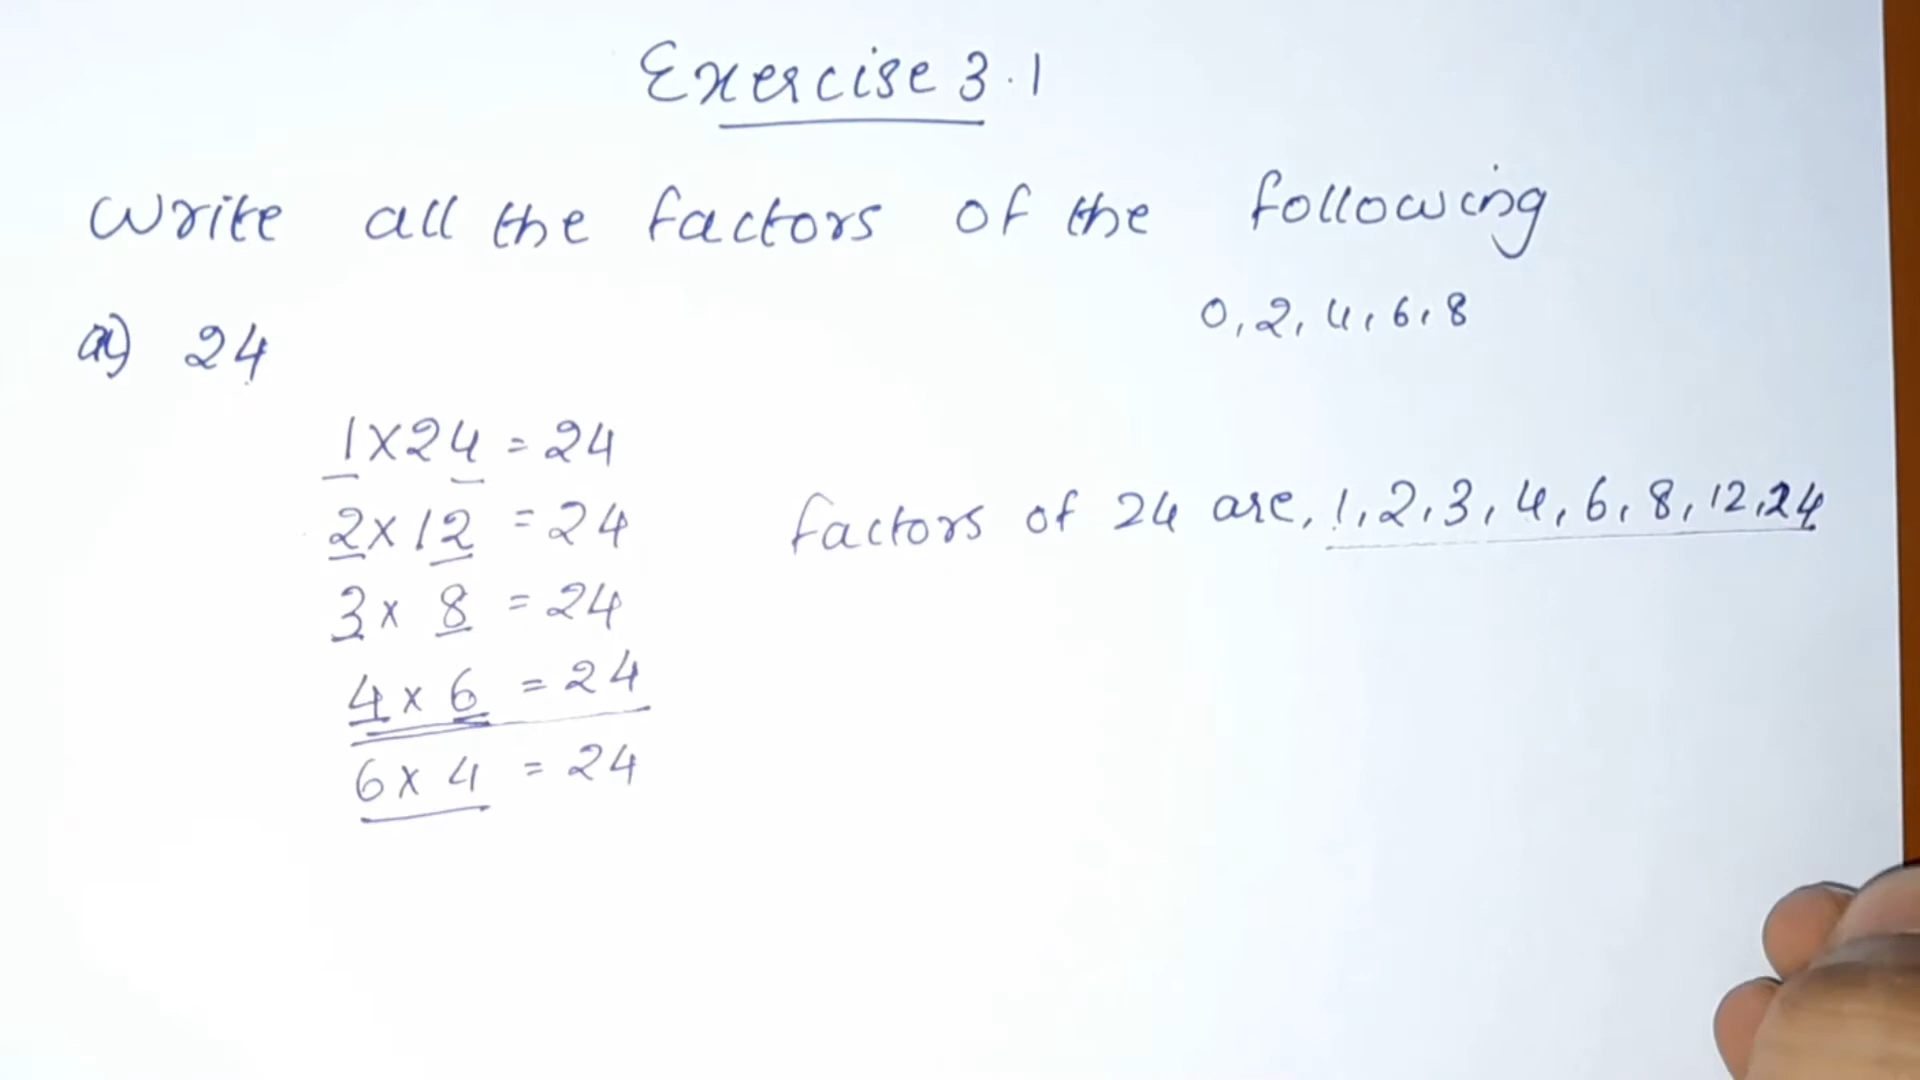 Exercise 3.1
Write all the factors of the following
0, 2, 4, 6, 8
a) 24
1 x 24 = 24
2 x 12 = 24
factors of 24 are, 1, 2, 3, 4, 6, 8, 12, 24
3 x 8 = 24
4 x 6 = 24
6 x 4 = 24